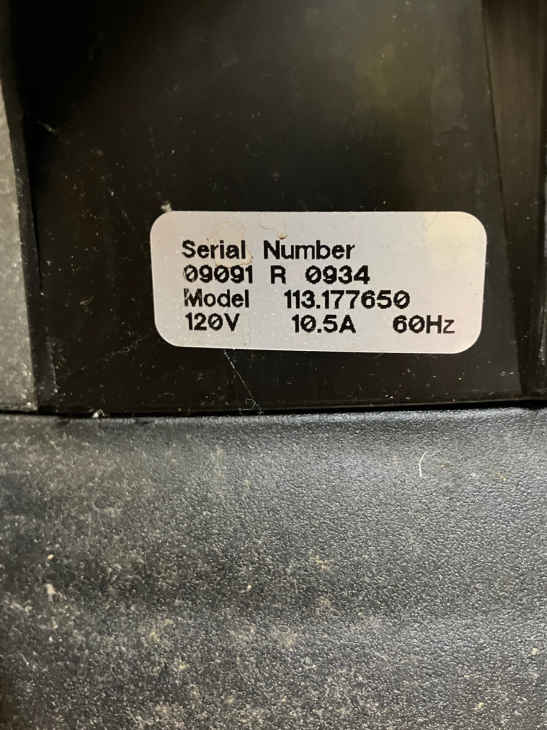 Serial Number
09091 R 0934
Model 113.177650
120V 10.5A 60Hz